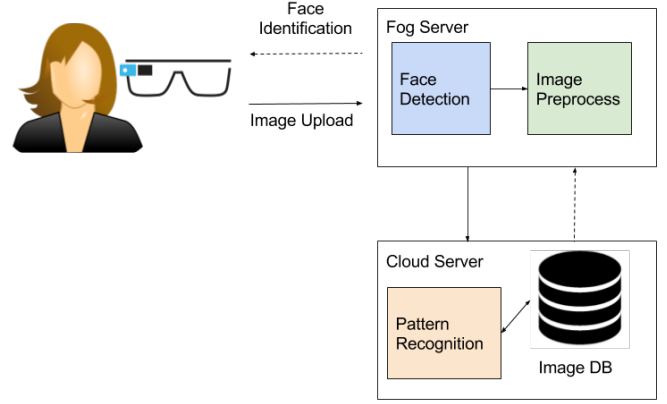 Face
Identification
Image Upload
Fog Server
Face
Detection
Image
Preprocess
Cloud Server
Pattern
Recognition
Image DB